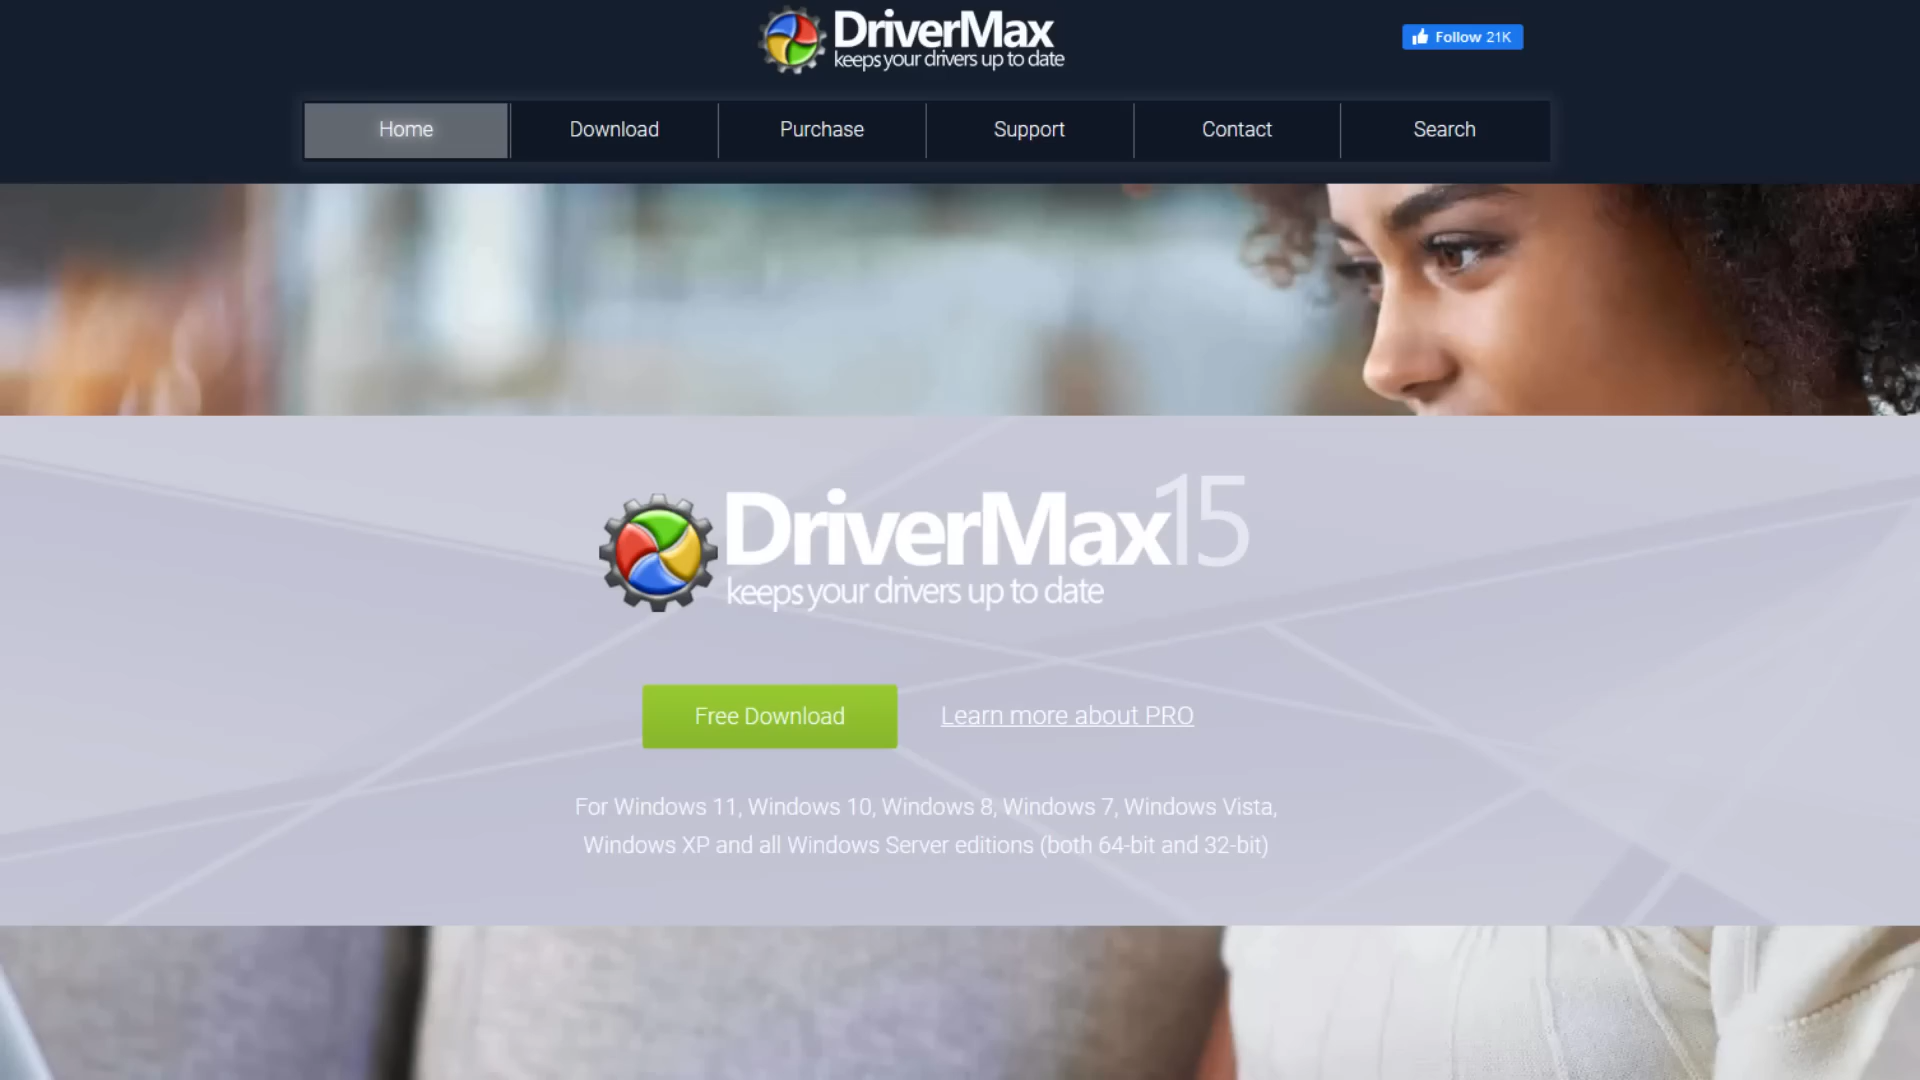 DriverMax
keeps your drivers up to date
Follow 21K
Home
Download
Purchase
Support
Contact
Search
DriverMax15
keeps your drivers up to date
Free Download
Learn more about PRO
For Windows 11, Windows 10, Windows 8, Windows 7, Windows Vista,
Windows XP and all Windows Server editions (both 64-bit and 32-bit)